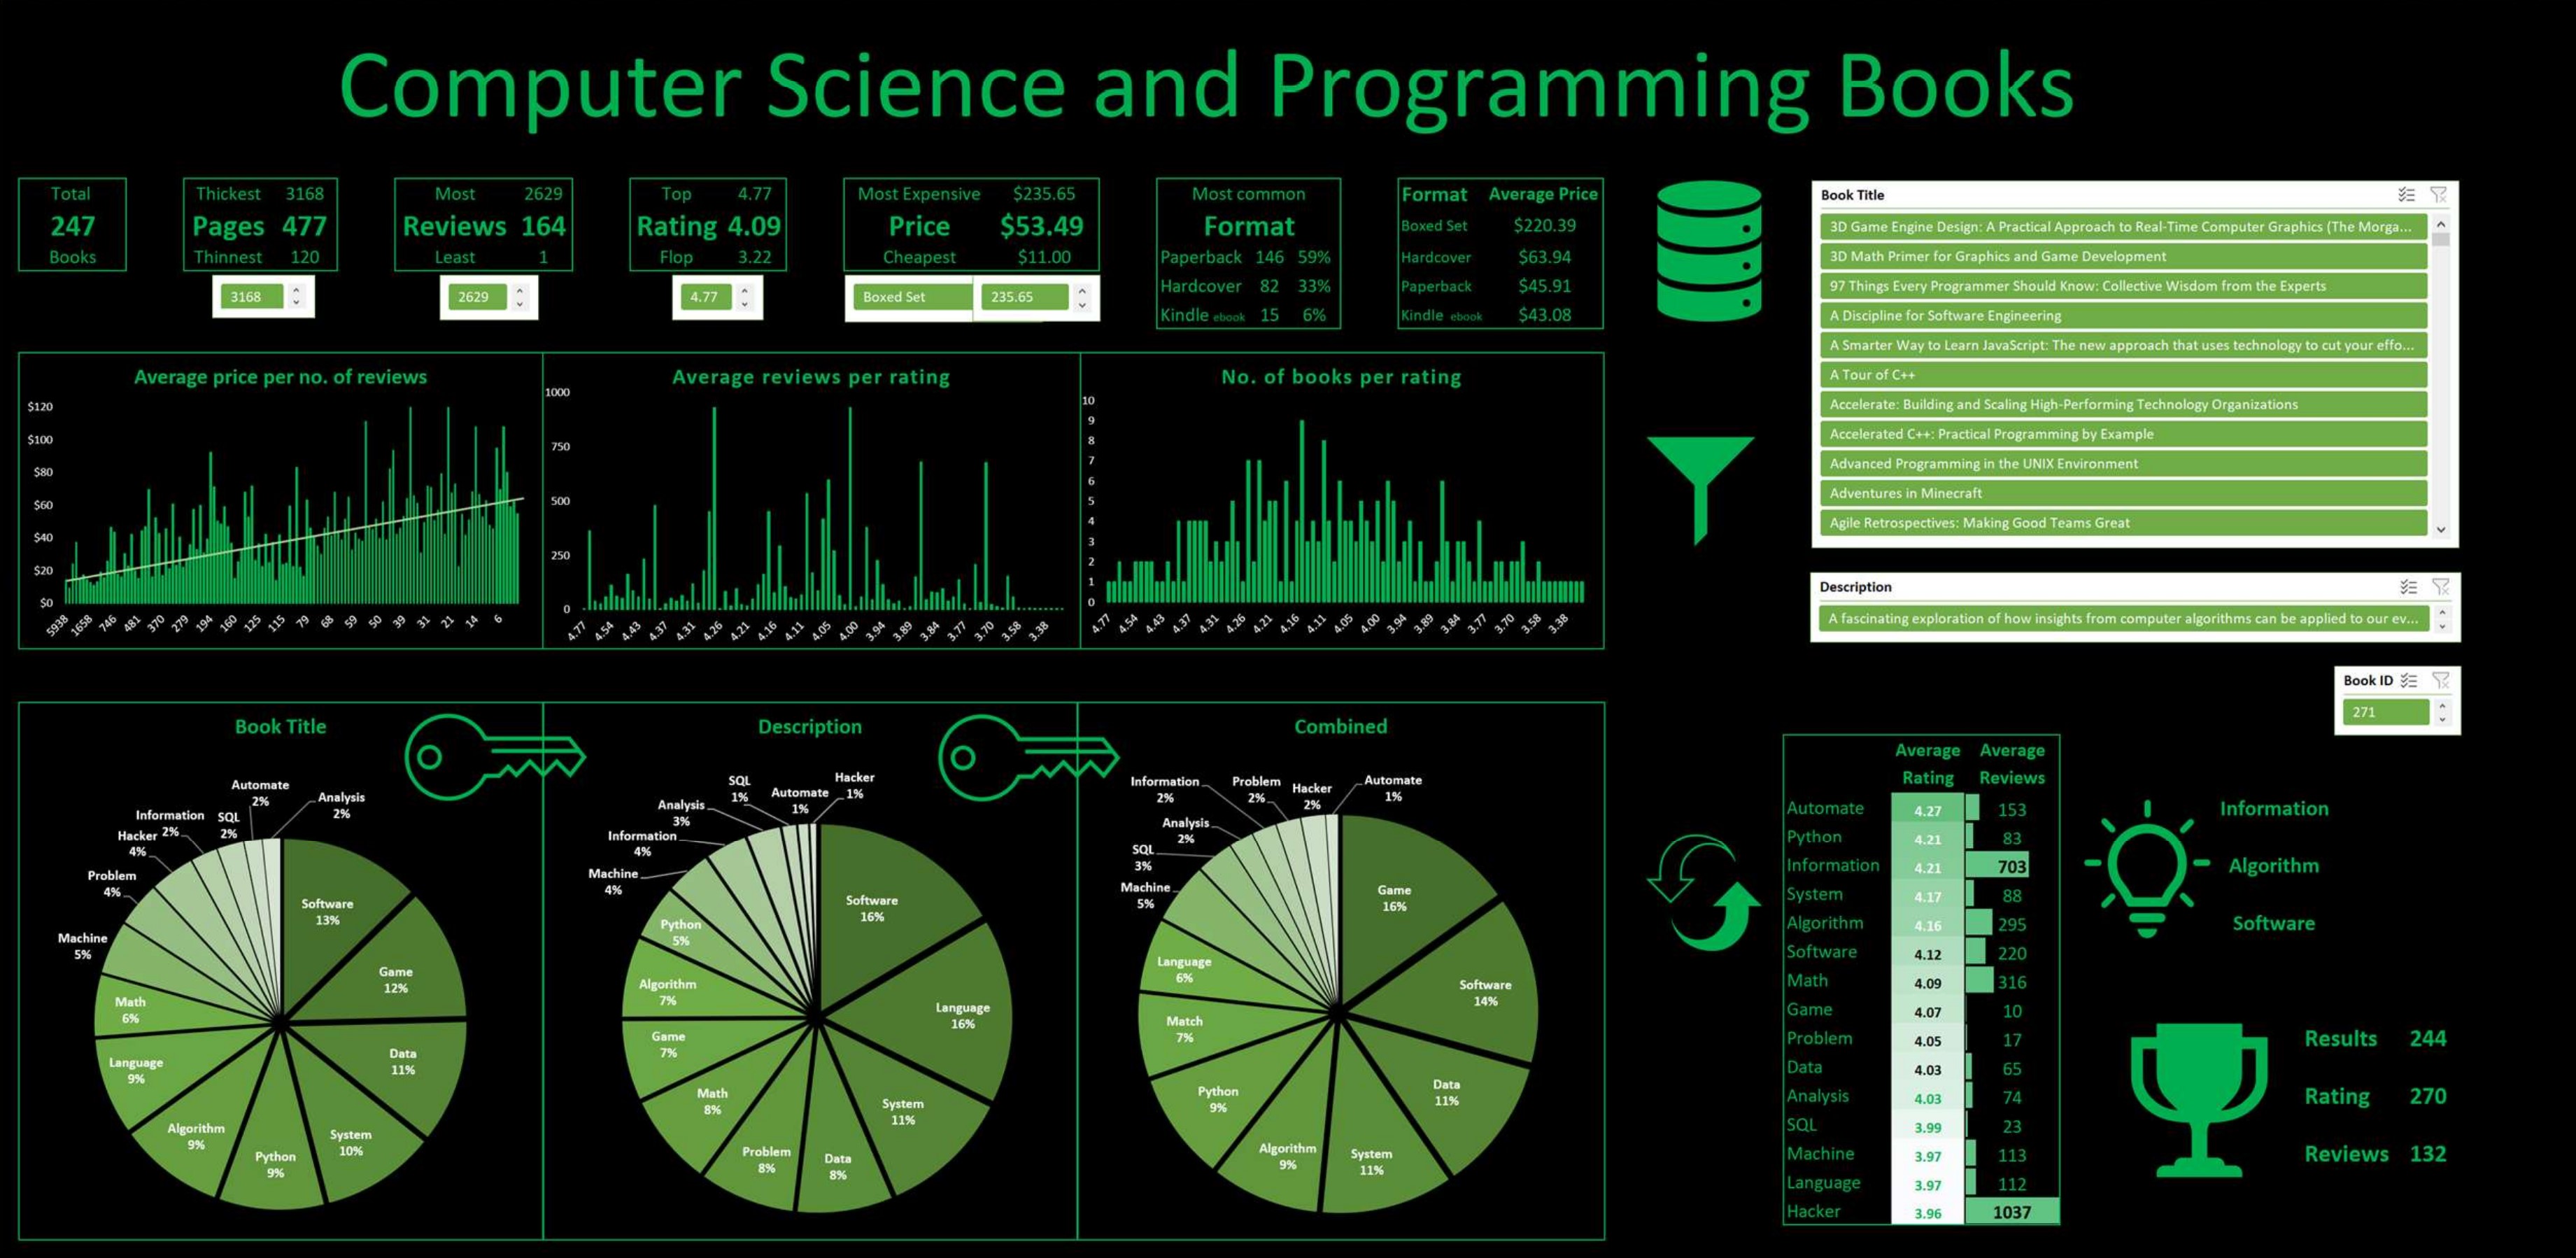 Computer Science and Programming Books
Total
247
Books
Thickest 3168
Pages 477
Thinnest 120
3168
Most 2629
Reviews 164
Least 1
2629
Top 4.77
Rating 4.09
Flop 3.22
4.77
Most Expensive $235.65
Price $53.49
Cheapest $11.00
Boxed Set 235.65
Most common
Format
Paperback 146 59%
Hardcover 82 33%
Kindle ebook 15 6%
Format Average Price
Boxed Set $220.39
Hardcover $63.94
Paperback $45.91
Kindle ebook $43.08
Book Title
3D Game Engine Design: A Practical Approach to Real-Time Computer Graphics (The Morga...
3D Math Primer for Graphics and Game Development
97 Things Every Programmer Should Know: Collective Wisdom from the Experts
A Discipline for Software Engineering
A Smarter Way to Learn JavaScript: The new approach that uses technology to cut your effo...
A Tour of C++
Accelerate: Building and Scaling High-Performing Technology Organizations
Accelerated C++: Practical Programming by Example
Advanced Programming in the UNIX Environment
Adventures in Minecraft
Agile Retrospectives: Making Good Teams Great
Description
A fascinating exploration of how insights from computer algorithms can be applied to our ev...
Book ID
271
Average price per no. of reviews
$120
$100
$80
$60
$40
$20
$0
5938 1658 746 481 370 279 194 160 125 115 79 68 59 50 39 31 21 14 6
Average reviews per rating
1000
750
500
250
0
4.77 4.54 4.43 4.37 4.31 4.26 4.21 4.16 4.11 4.05 4.00 3.94 3.89 3.84 3.77 3.70 3.58 3.38
No. of books per rating
10
9
8
7
6
5
4
3
2
1
0
4.77 4.54 4.43 4.37 4.31 4.26 4.21 4.16 4.11 4.05 4.00 3.94 3.89 3.84 3.77 3.70 3.58 3.38
Book Title
Software
13%
Game
12%
Data
11%
System
10%
Python
9%
Algorithm
9%
Language
9%
Math
6%
Machine
5%
Problem
4%
Hacker
4%
Information
2%
SQL
2%
Automate
2%
Analysis
2%
Description
Software
16%
Language
16%
System
11%
Data
8%
Problem
8%
Math
8%
Game
7%
Algorithm
7%
Python
5%
Machine
4%
Information
4%
Analysis
3%
SQL
1%
Automate
1%
Hacker
1%
Combined
Game
16%
Software
14%
Data
11%
System
11%
Algorithm
9%
Python
9%
Match
7%
Language
6%
Machine
5%
SQL
3%
Analysis
2%
Information
2%
Problem
2%
Hacker
2%
Automate
1%
Average Average
Rating Reviews
Automate 4.27 153
Python 4.21 83
Information 4.21 703
System 4.17 88
Algorithm 4.16 295
Software 4.12 220
Math 4.09 316
Game 4.07 10
Problem 4.05 17
Data 4.03 65
Analysis 4.03 74
SQL 3.99 23
Machine 3.97 113
Language 3.97 112
Hacker 3.96 1037
Information
Algorithm
Software
Results 244
Rating 270
Reviews 132